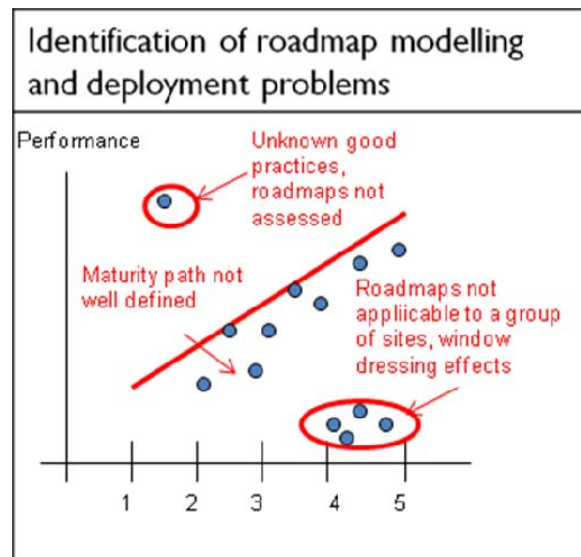 Identification of roadmap modelling
and deployment problems
Performance
Unknown good
practices,
roadmaps not
assessed
Maturity path not
well defined
Roadmaps not
appliicable to a group
of sites, window
dressing effects
1 2 3 4 5